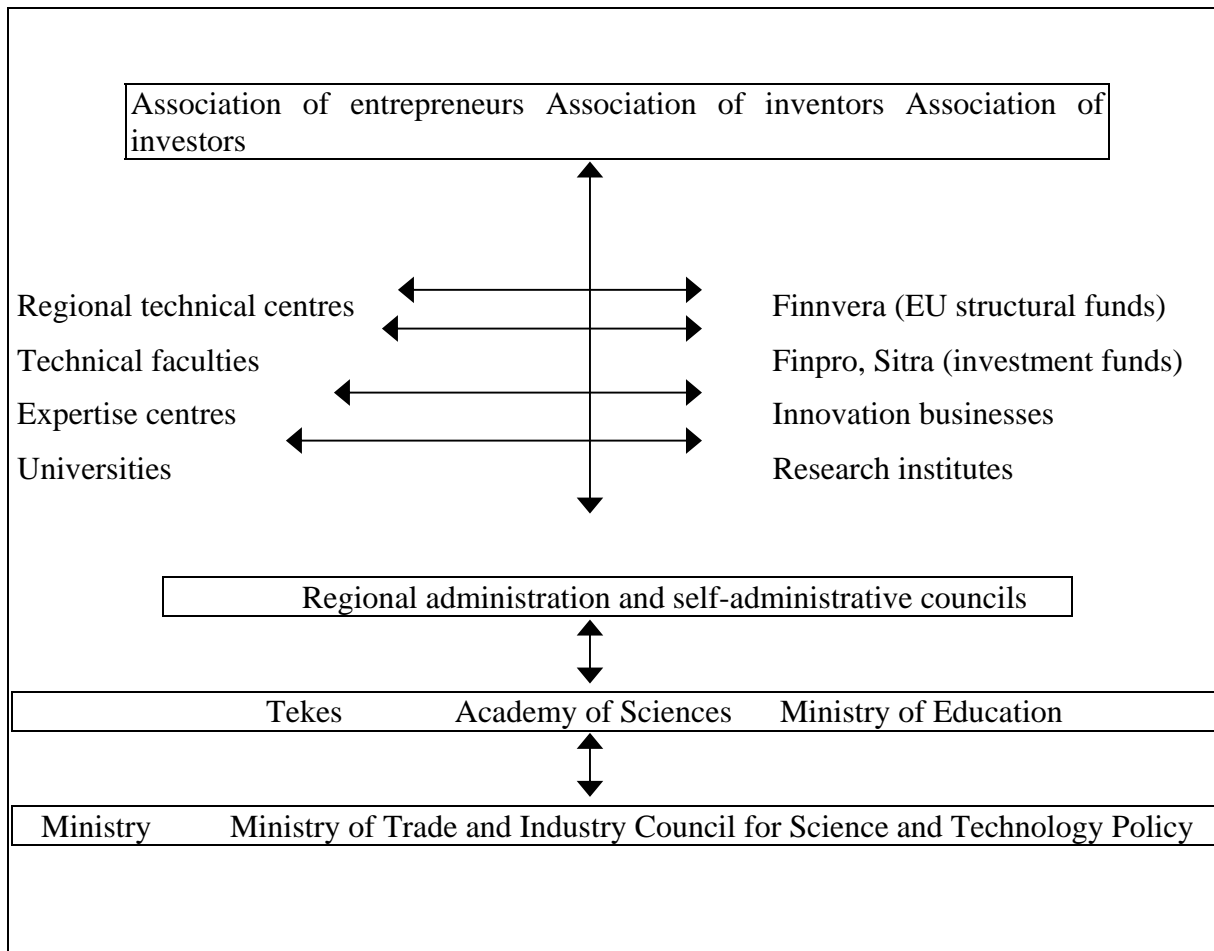 Association of entrepreneurs Association of inventors Association of
investors
Regional technical centres
Finnvera (EU structural funds)
Technical faculties
Finpro, Sitra (investment funds)
Expertise centres
Innovation businesses
Universities
Research institutes
Regional administration and self-administrative councils
Tekes Academy of Sciences Ministry of Education
Ministry Ministry of Trade and Industry Council for Science and Technology Policy